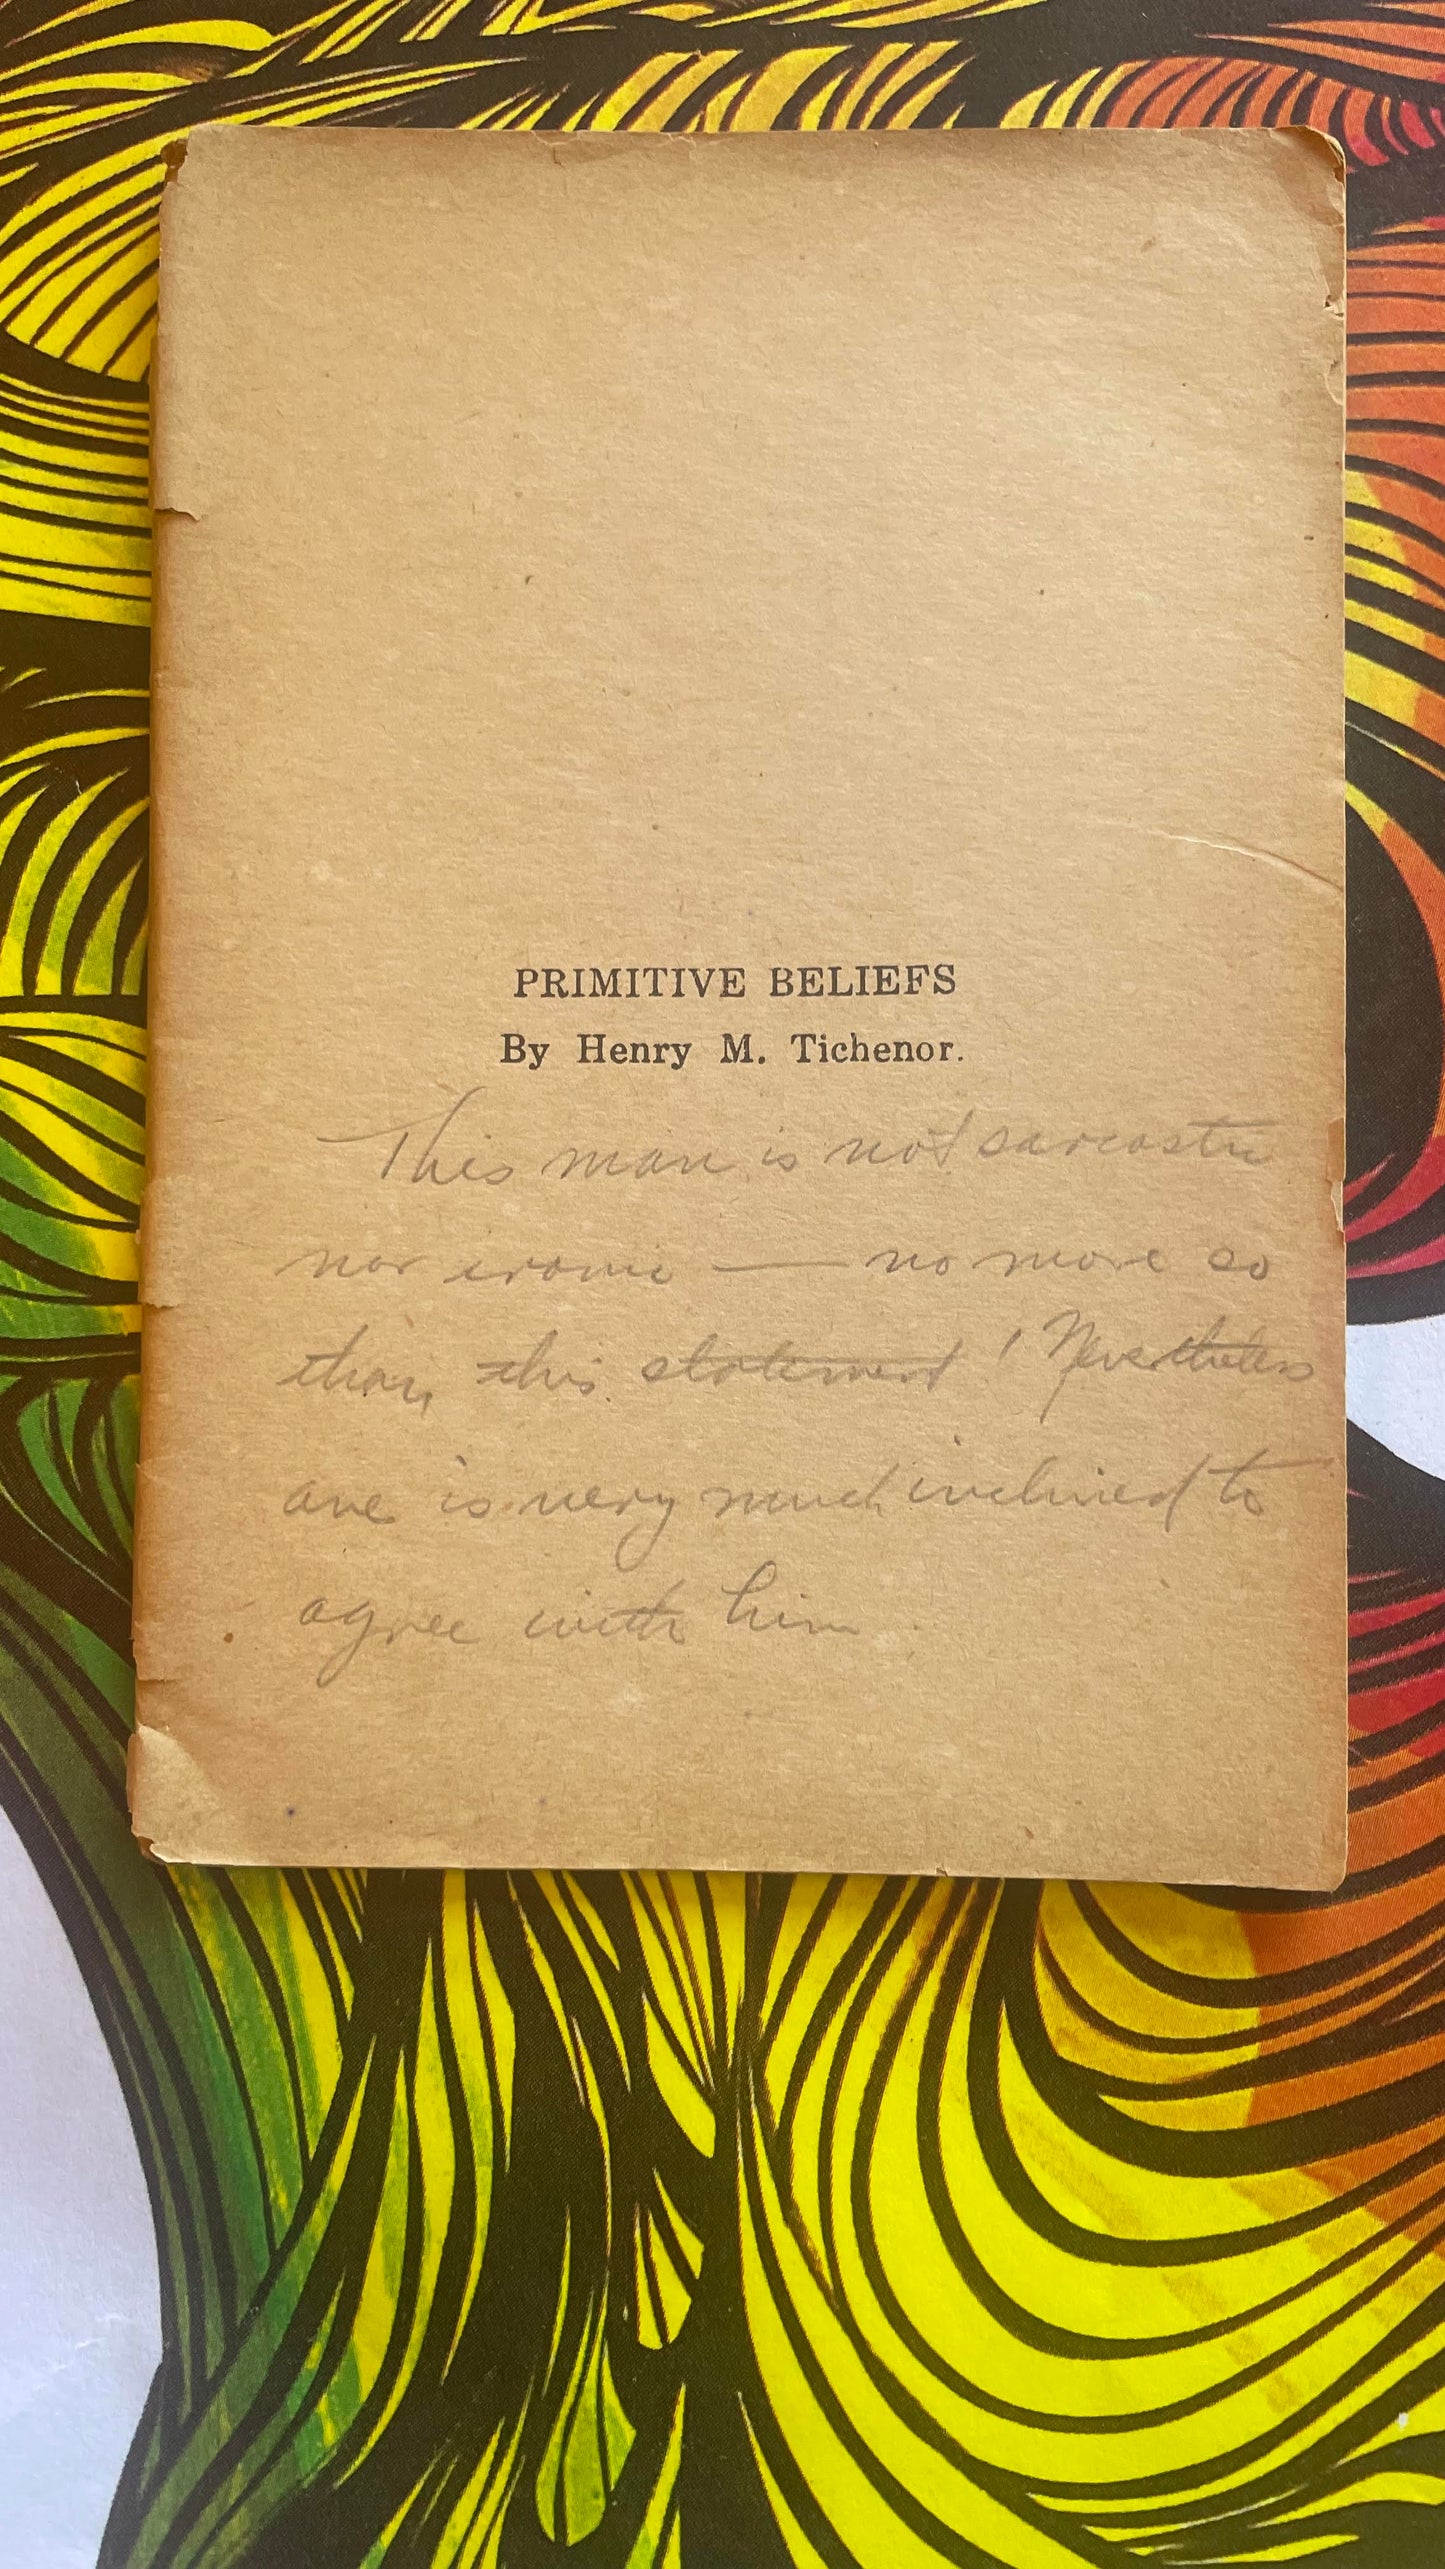 PRIMITIVE BELIEFS
By Henry M. Tichenor.
This man is not sarcastic
nor ironic — no more so
than this statement! Nevertheless
one is very much inclined to
agree with him.